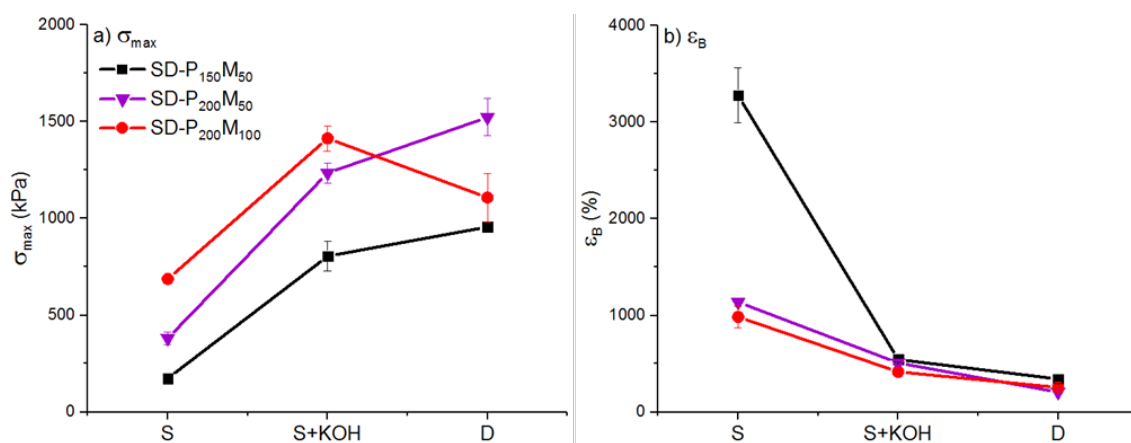 a) σmax
SD-P150M50
SD-P200M50
SD-P200M100
2000
1500
1000
500
0
σmax (kPa)
S
S+KOH
D
b) εB
4000
3000
2000
1000
0
εB (%)
S
S+KOH
D